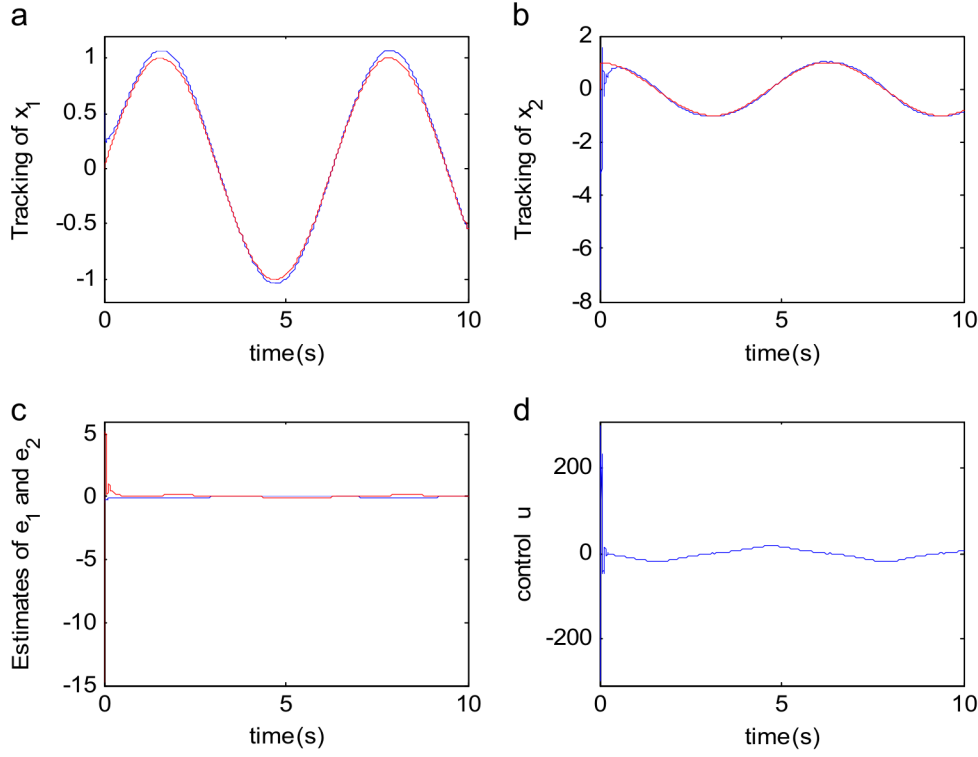 a
Tracking of x1
1
0.5
0
-0.5
-1
0
5
10
time(s)
b
Tracking of x2
2
0
-2
-4
-6
-8
0
5
10
time(s)
c
Estimates of e1 and e2
5
0
-5
-10
-15
0
5
10
time(s)
d
control u
200
0
-200
0
5
10
time(s)